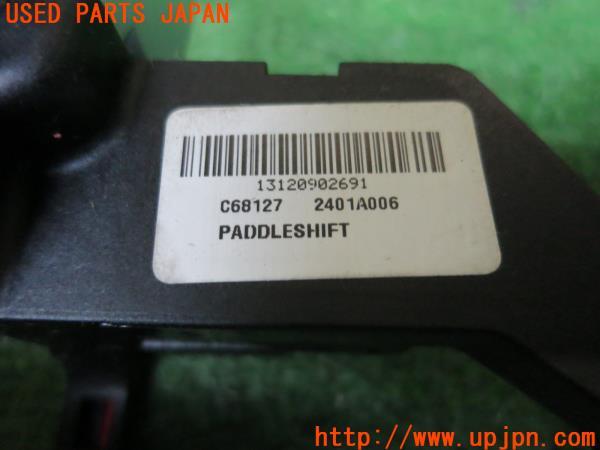 USED PARTS JAPAN
13120902691
C68127 2401A006
PADDLESHIFT
U.P.J
http://www.upjpn.com/